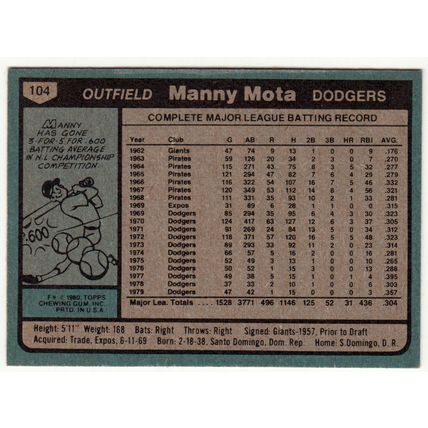 104
OUTFIELD Manny Mota DODGERS
MANNY
HAS GONE
3-FOR-5 FOR .600
BATTING AVERAGE
IN N.L. CHAMPIONSHIP
COMPETITION.
.600
COMPLETE MAJOR LEAGUE BATTING RECORD
Year Club G AB R H 2B 3B HR RBI AVG.
1962 Giants 47 74 9 13 1 0 0 9 .176
1963 Pirates 59 126 20 34 2 3 0 7 .270
1964 Pirates 115 271 43 75 8 3 5 32 .277
1965 Pirates 121 294 47 82 7 6 4 29 .279
1966 Pirates 116 322 54 107 16 7 5 46 .332
1967 Pirates 120 349 53 112 14 8 4 56 .321
1968 Pirates 111 331 35 93 10 2 1 33 .281
1969 Expos 31 89 6 28 1 1 0 0 .315
1969 Dodgers 85 294 35 95 6 4 3 30 .323
1970 Dodgers 124 417 63 127 12 6 3 37 .305
1971 Dodgers 91 269 24 84 13 5 0 34 .312
1972 Dodgers 118 371 57 120 16 5 5 48 .323
1973 Dodgers 89 293 33 92 11 2 0 23 .314
1974 Dodgers 66 57 5 16 2 0 0 16 .281
1975 Dodgers 52 49 3 13 1 0 0 10 .265
1976 Dodgers 50 52 1 15 3 0 0 13 .288
1977 Dodgers 49 38 5 15 1 0 1 4 .395
1978 Dodgers 37 33 2 10 1 0 0 6 .303
1979 Dodgers 47 42 1 15 0 0 0 3 .357
Major Lea. Totals 1528 3771 496 1146 125 52 31 436 .304
© 1980 TOPPS
CHEWING GUM, INC.
PRTD. IN U.S.A.
Height: 5'11" Weight: 168 Bats: Right Throws: Right Signed: Giants-1957, Prior to Draft
Acquired: Trade, Expos, 6-11-69 Born: 2-18-38, Santo Domingo, Dom. Rep. Home: S.Domingo, D. R.